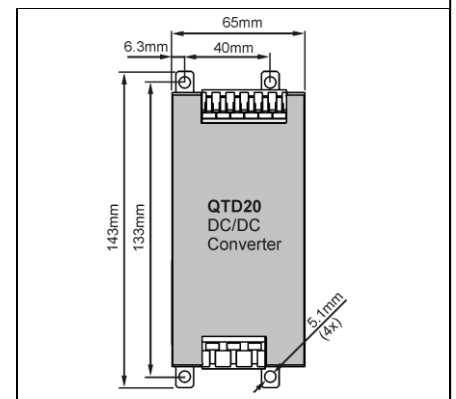 65mm
6.3mm
40mm
143mm
133mm
QTD20
DC/DC
Converter
5.1mm
(4x)